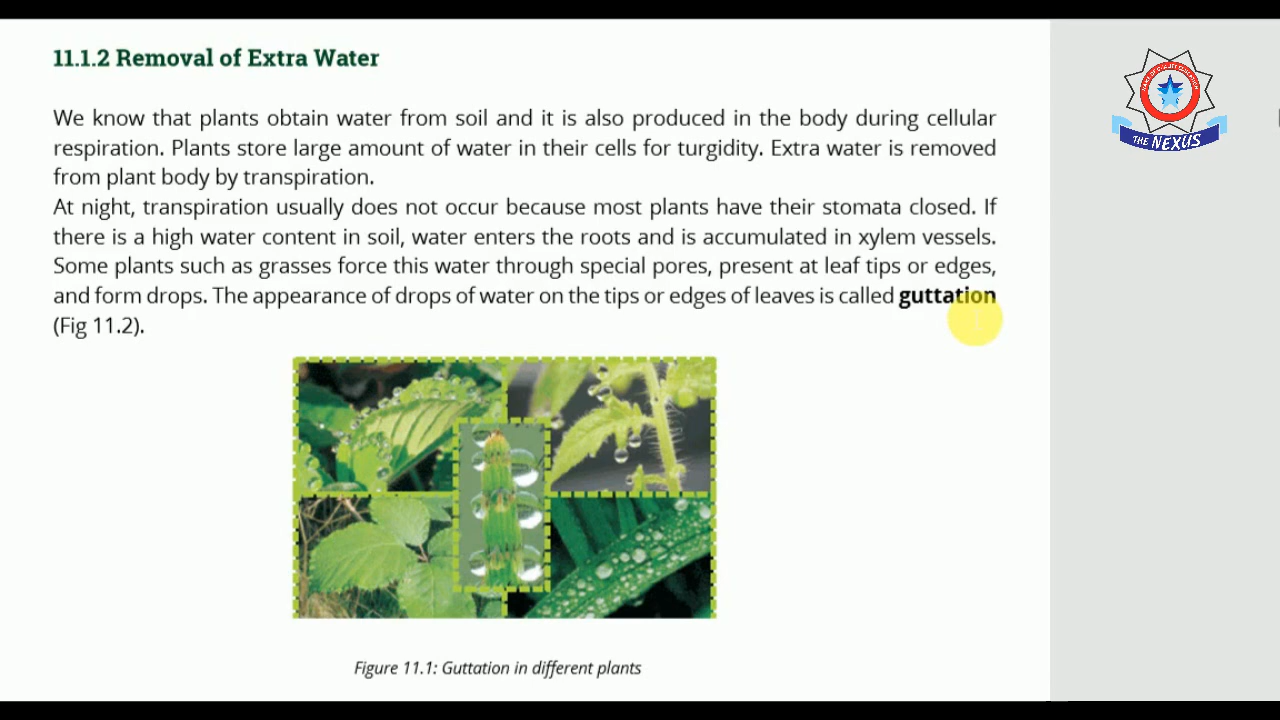 11.1.2 Removal of Extra Water
We know that plants obtain water from soil and it is also produced in the body during cellular
respiration. Plants store large amount of water in their cells for turgidity. Extra water is removed
from plant body by transpiration.
At night, transpiration usually does not occur because most plants have their stomata closed. If
there is a high water content in soil, water enters the roots and is accumulated in xylem vessels.
Some plants such as grasses force this water through special pores, present at leaf tips or edges,
and form drops. The appearance of drops of water on the tips or edges of leaves is called guttation
(Fig 11.2).
Figure 11.1: Guttation in different plants
THE NEXUS